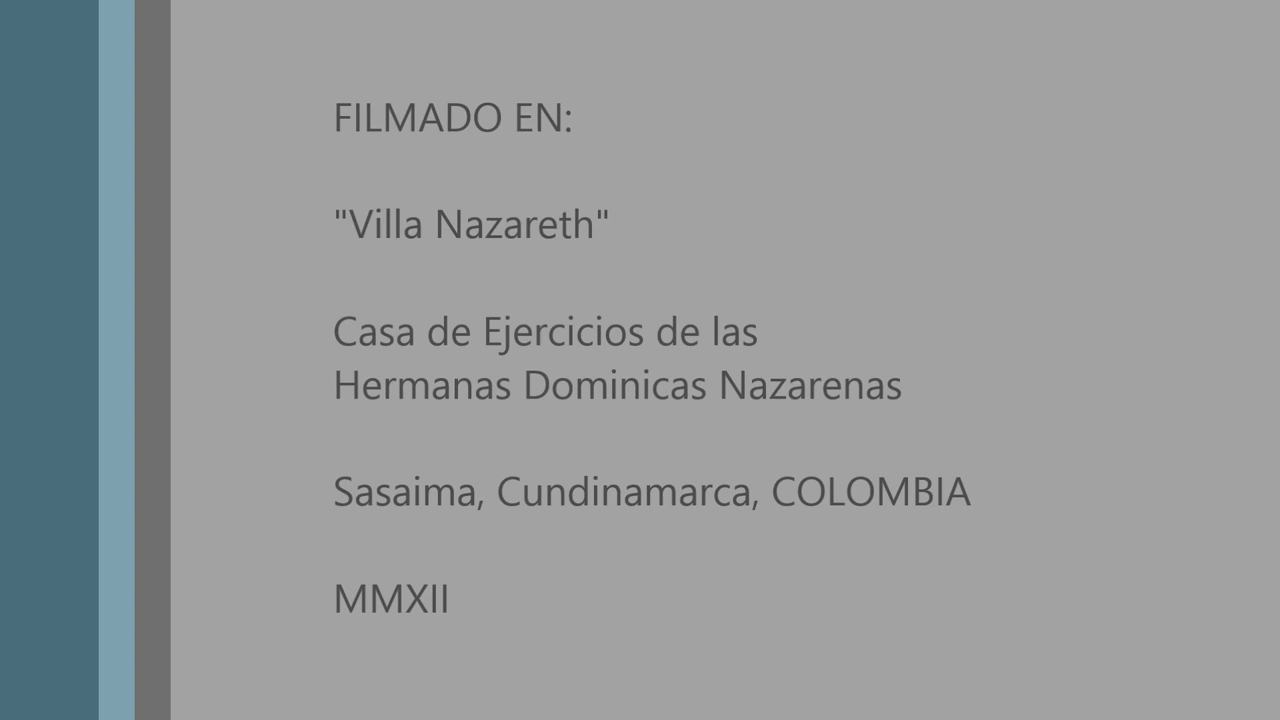 FILMADO EN:
"Villa Nazareth"
Casa de Ejercicios de las
Hermanas Dominicas Nazarenas
Sasaima, Cundinamarca, COLOMBIA
MMXII